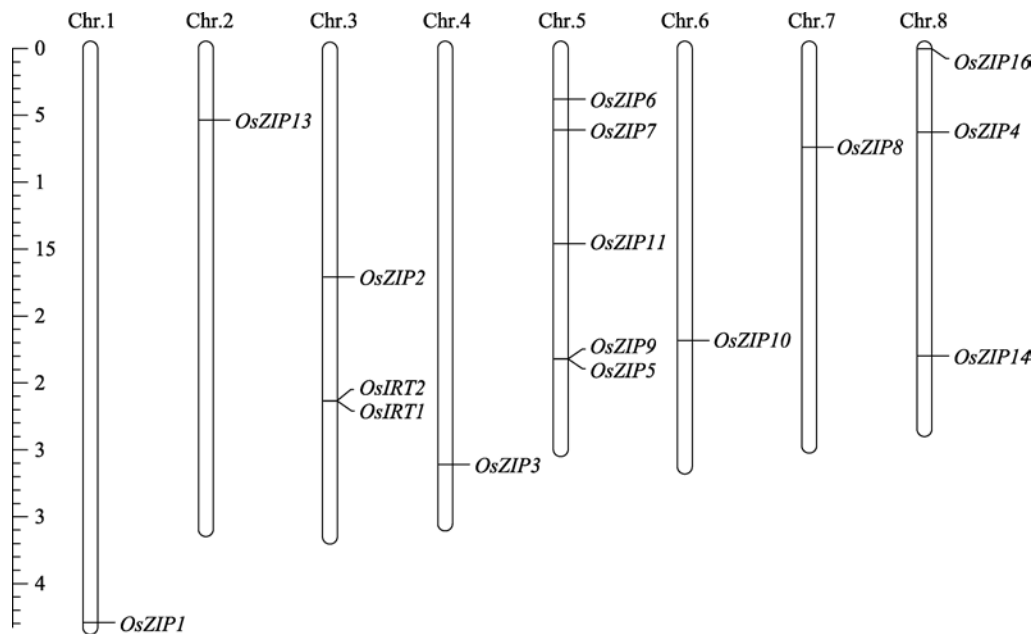 Chr.1 Chr.2 Chr.3 Chr.4 Chr.5 Chr.6 Chr.7 Chr.8
0
OsZIP16
5
OsZIP6
OsZIP13
OsZIP7
OsZIP4
OsZIP8
1
15
OsZIP11
OsZIP2
2
OsZIP10
OsZIP9
OsZIP14
OsZIP5
2
OsIRT2
OsIRT1
3
OsZIP3
3
4
OsZIP1